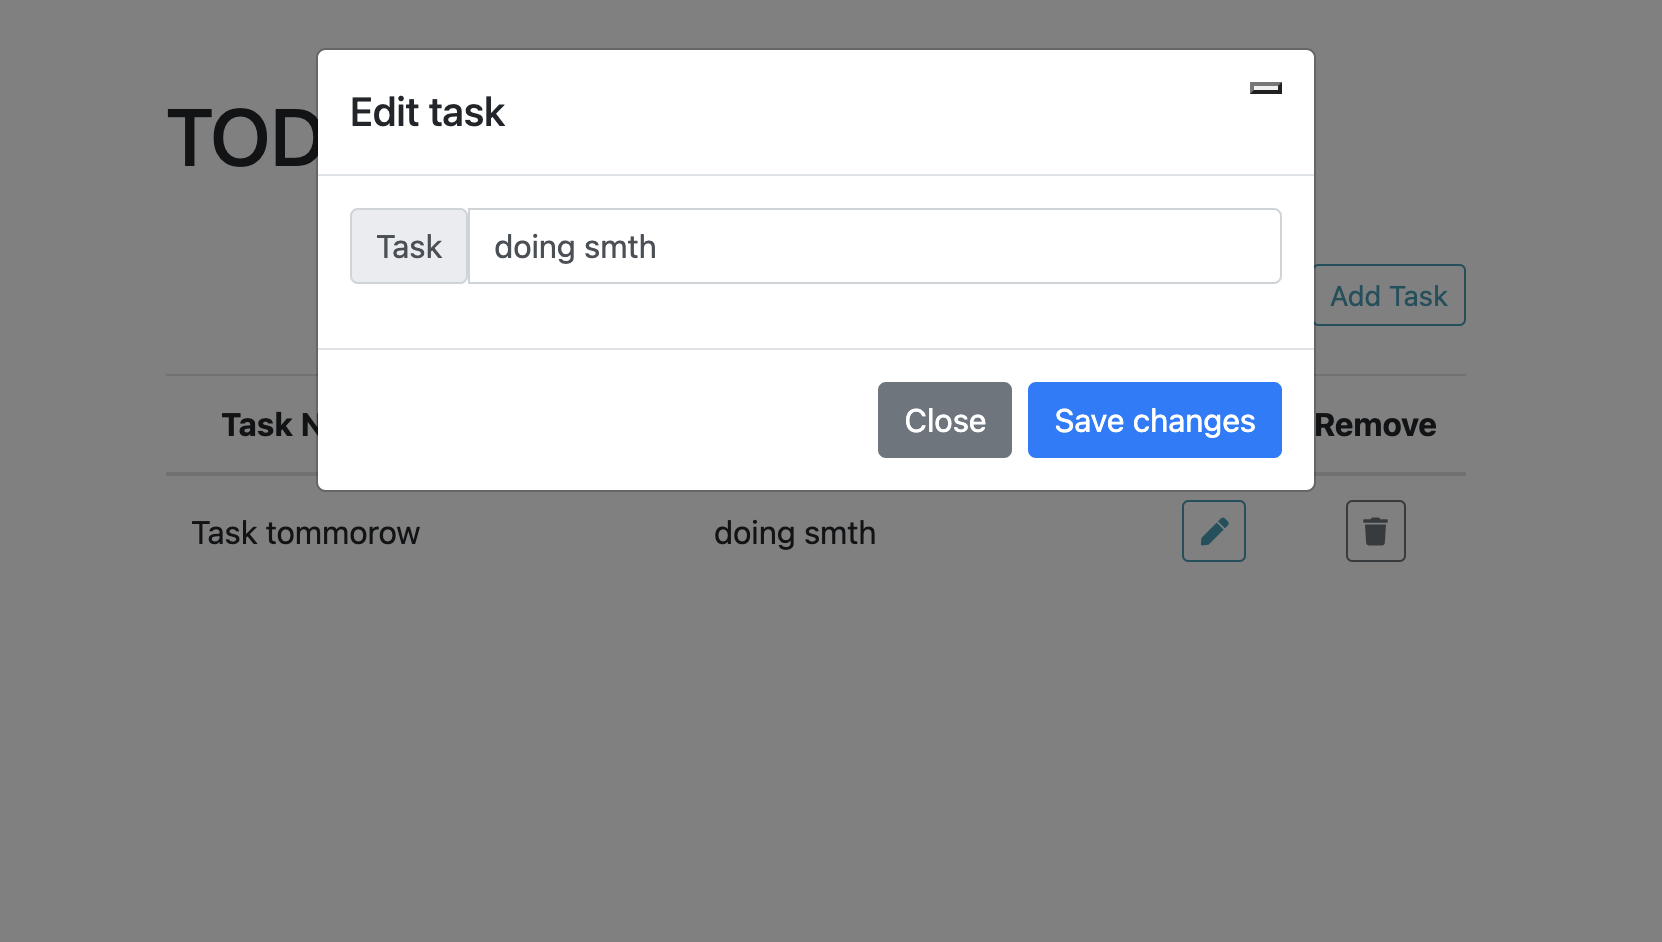 TOD
Edit task
Task doing smth
Add Task
Close Save changes
Task N Remove
Task tommorow doing smth